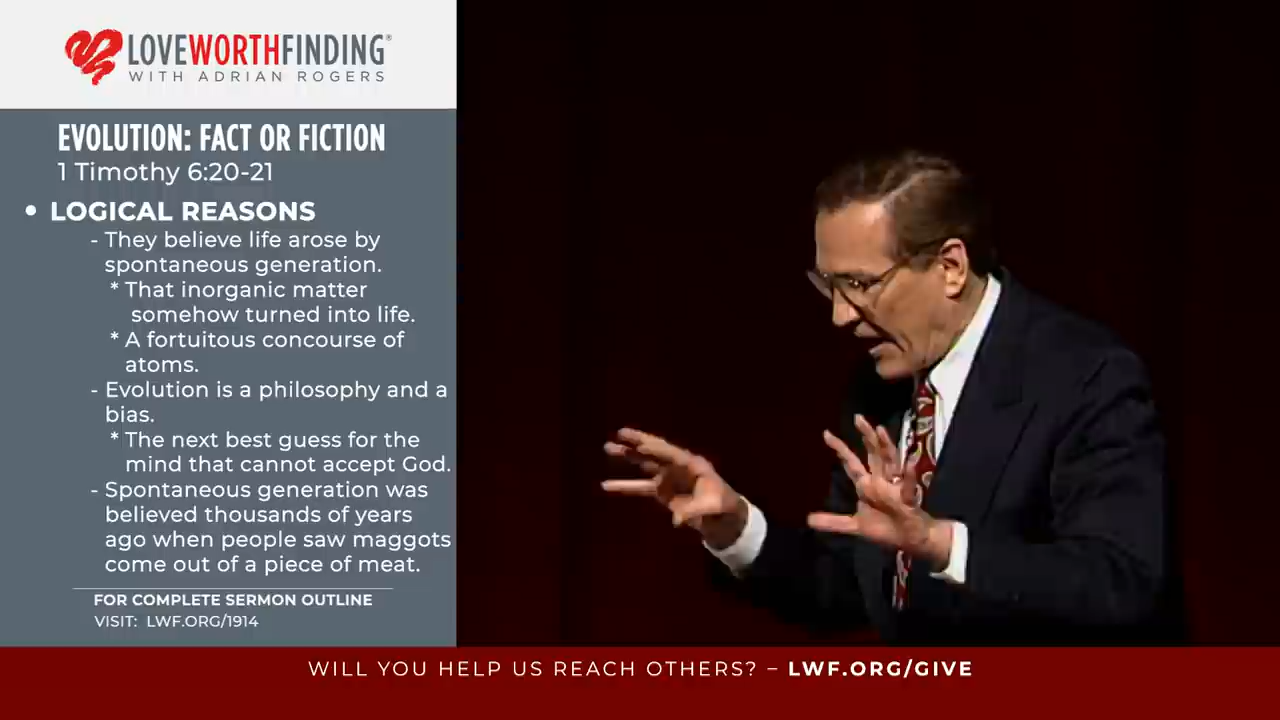 LOVEWORTHFINDING®
WITH ADRIAN ROGERS
EVOLUTION: FACT OR FICTION
1 Timothy 6:20-21
• LOGICAL REASONS
- They believe life arose by
spontaneous generation.
* That inorganic matter
somehow turned into life.
* A fortuitous concourse of
atoms.
- Evolution is a philosophy and a
bias.
* The next best guess for the
mind that cannot accept God.
- Spontaneous generation was
believed thousands of years
ago when people saw maggots
come out of a piece of meat.
FOR COMPLETE SERMON OUTLINE
VISIT: LWF.ORG/1914
WILL YOU HELP US REACH OTHERS? – LWF.ORG/GIVE